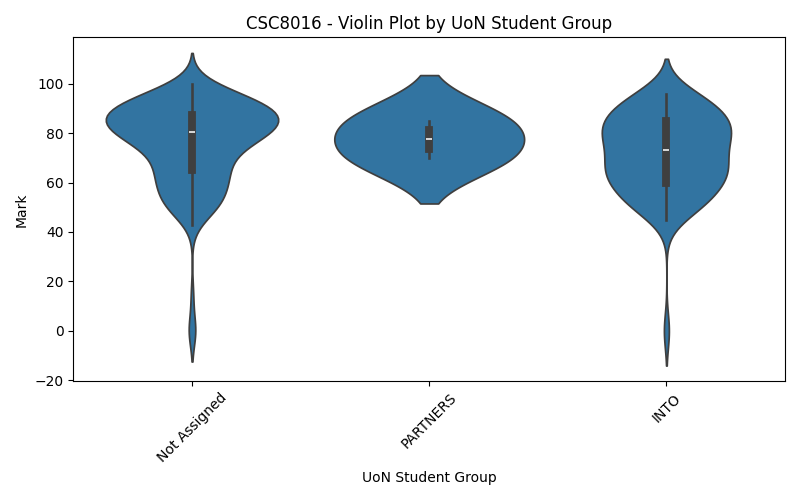 CSC8016 - Violin Plot by UoN Student Group
Mark
100
80
60
40
20
0
−20
Not Assigned
PARTNERS
INTO
UoN Student Group